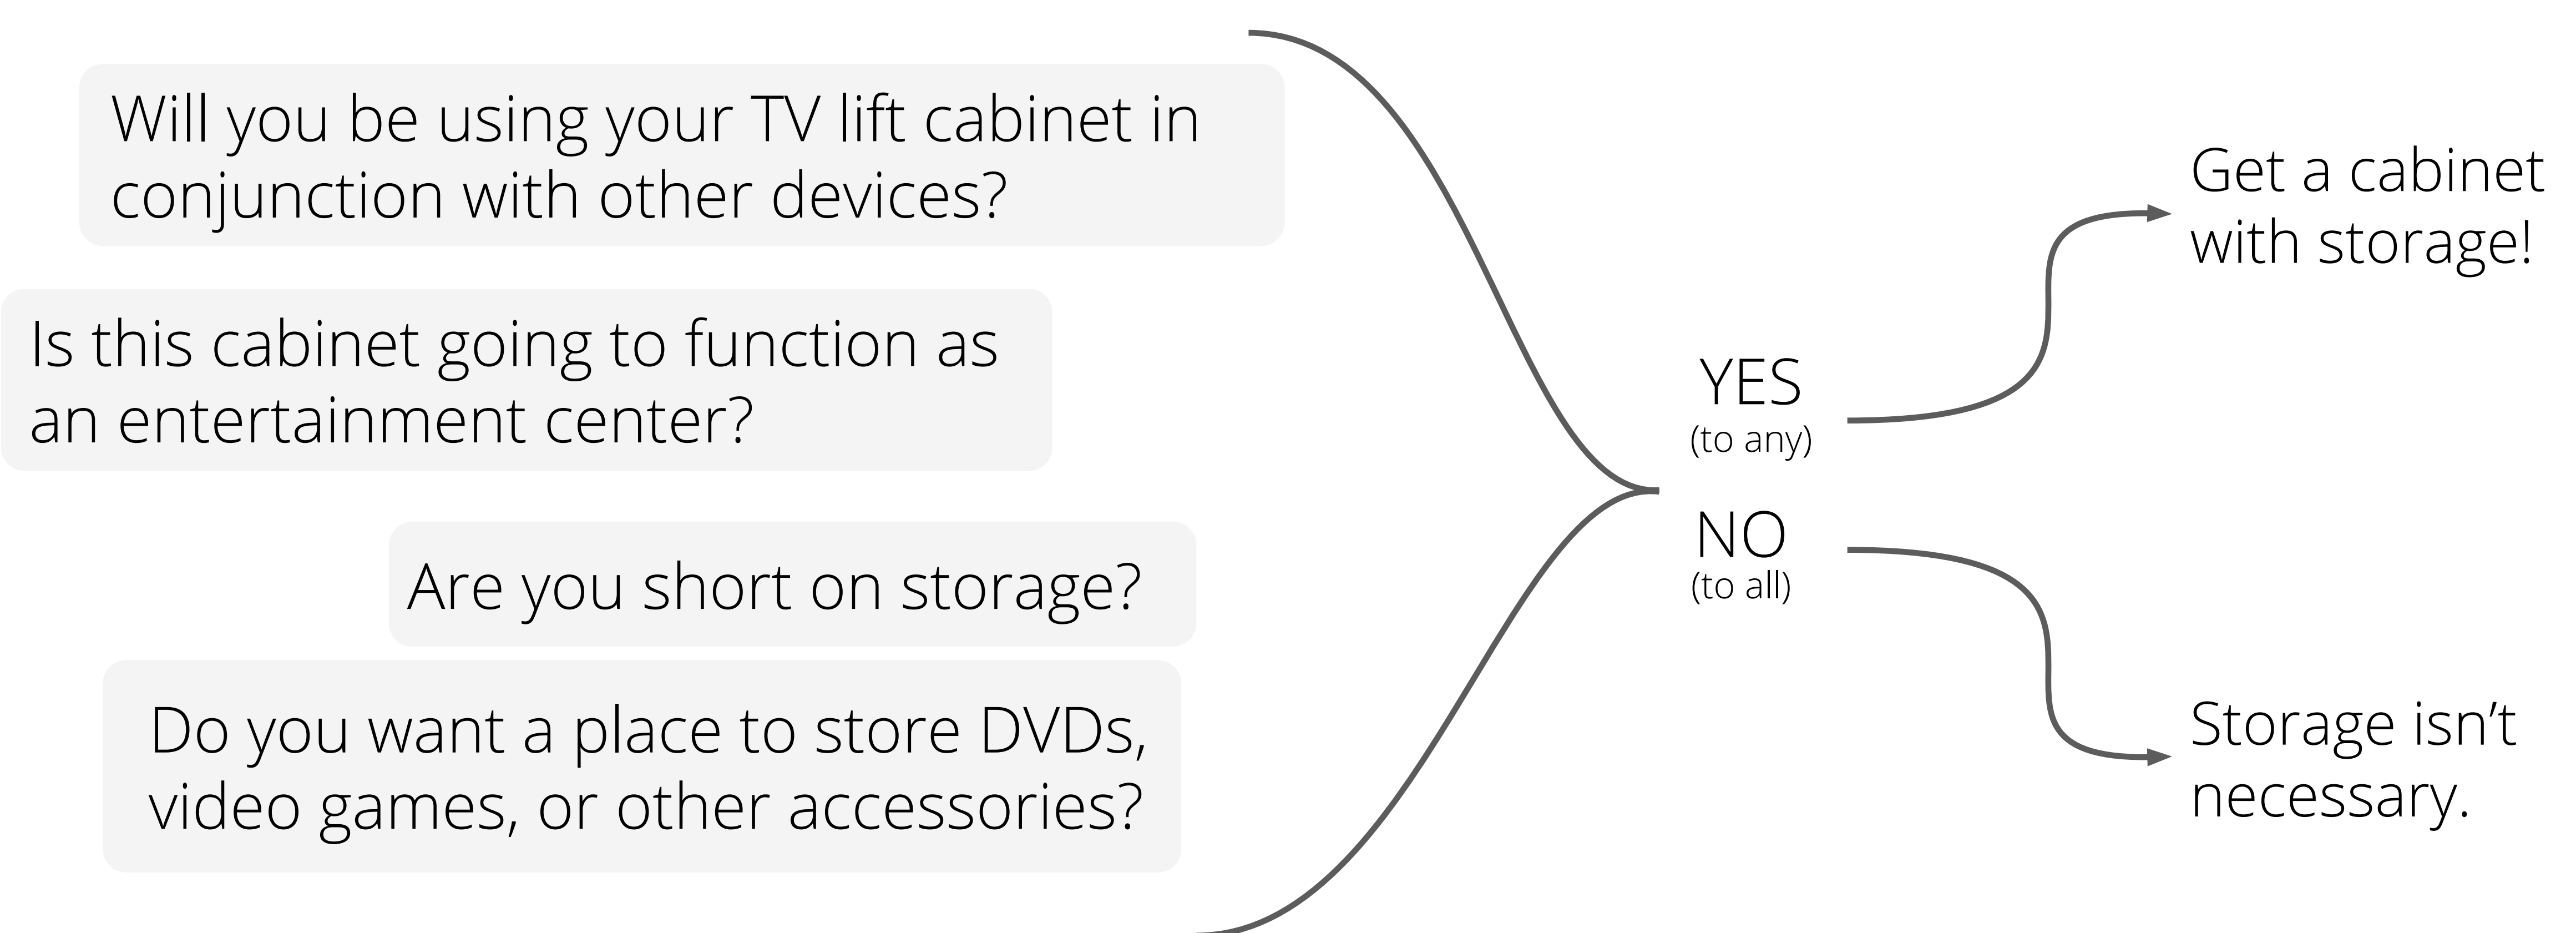 Will you be using your TV lift cabinet in
conjunction with other devices?
Is this cabinet going to function as
an entertainment center?
Are you short on storage?
Do you want a place to store DVDs,
video games, or other accessories?
YES
(to any)
NO
(to all)
Get a cabinet
with storage!
Storage isn’t
necessary.